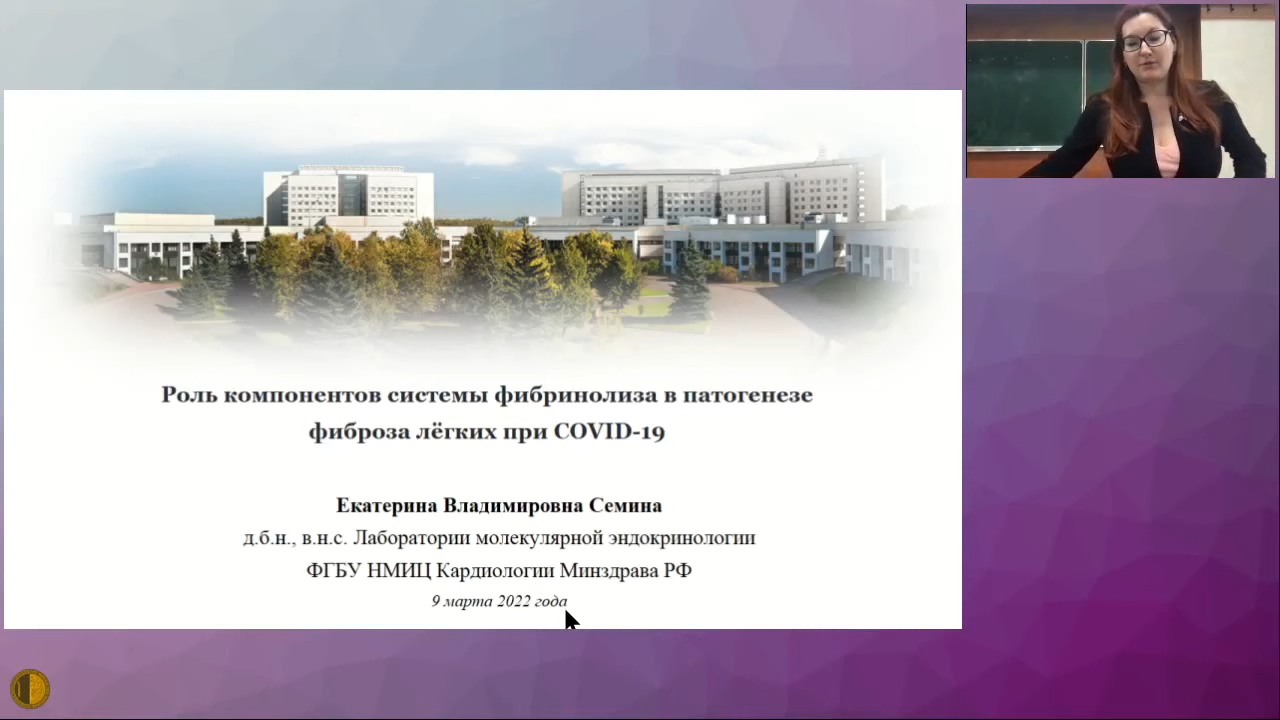 Роль компонентов системы фибринолиза в патогенезе
фиброза лёгких при COVID-19
Екатерина Владимировна Семина
д.б.н., в.н.с. Лаборатории молекулярной эндокринологии
ФГБУ НМИЦ Кардиологии Минздрава РФ
9 марта 2022 года